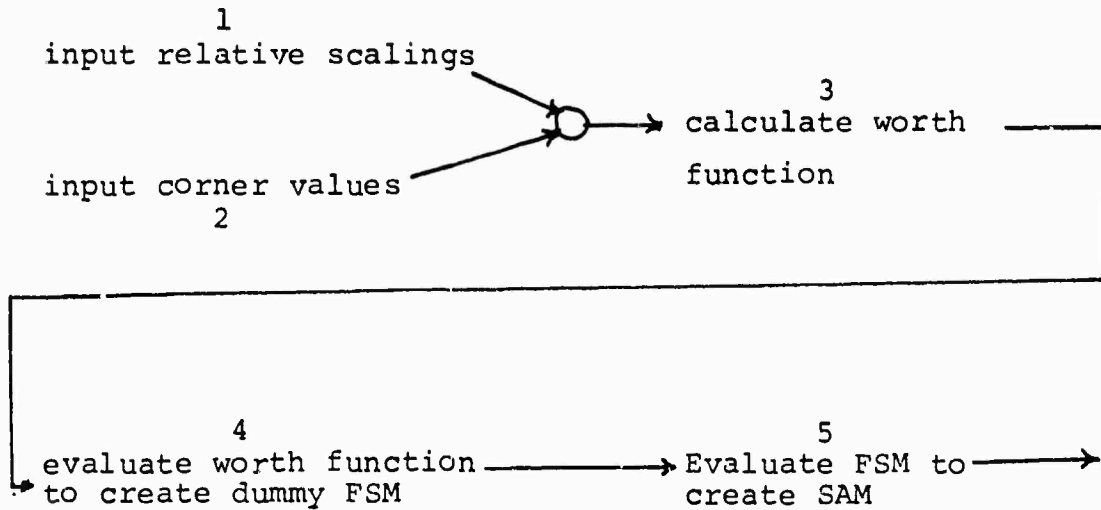 1
input relative scalings
3
calculate worth
function
input corner values
2
4
evaluate worth function
to create dummy FSM
5
Evaluate FSM to
create SAM